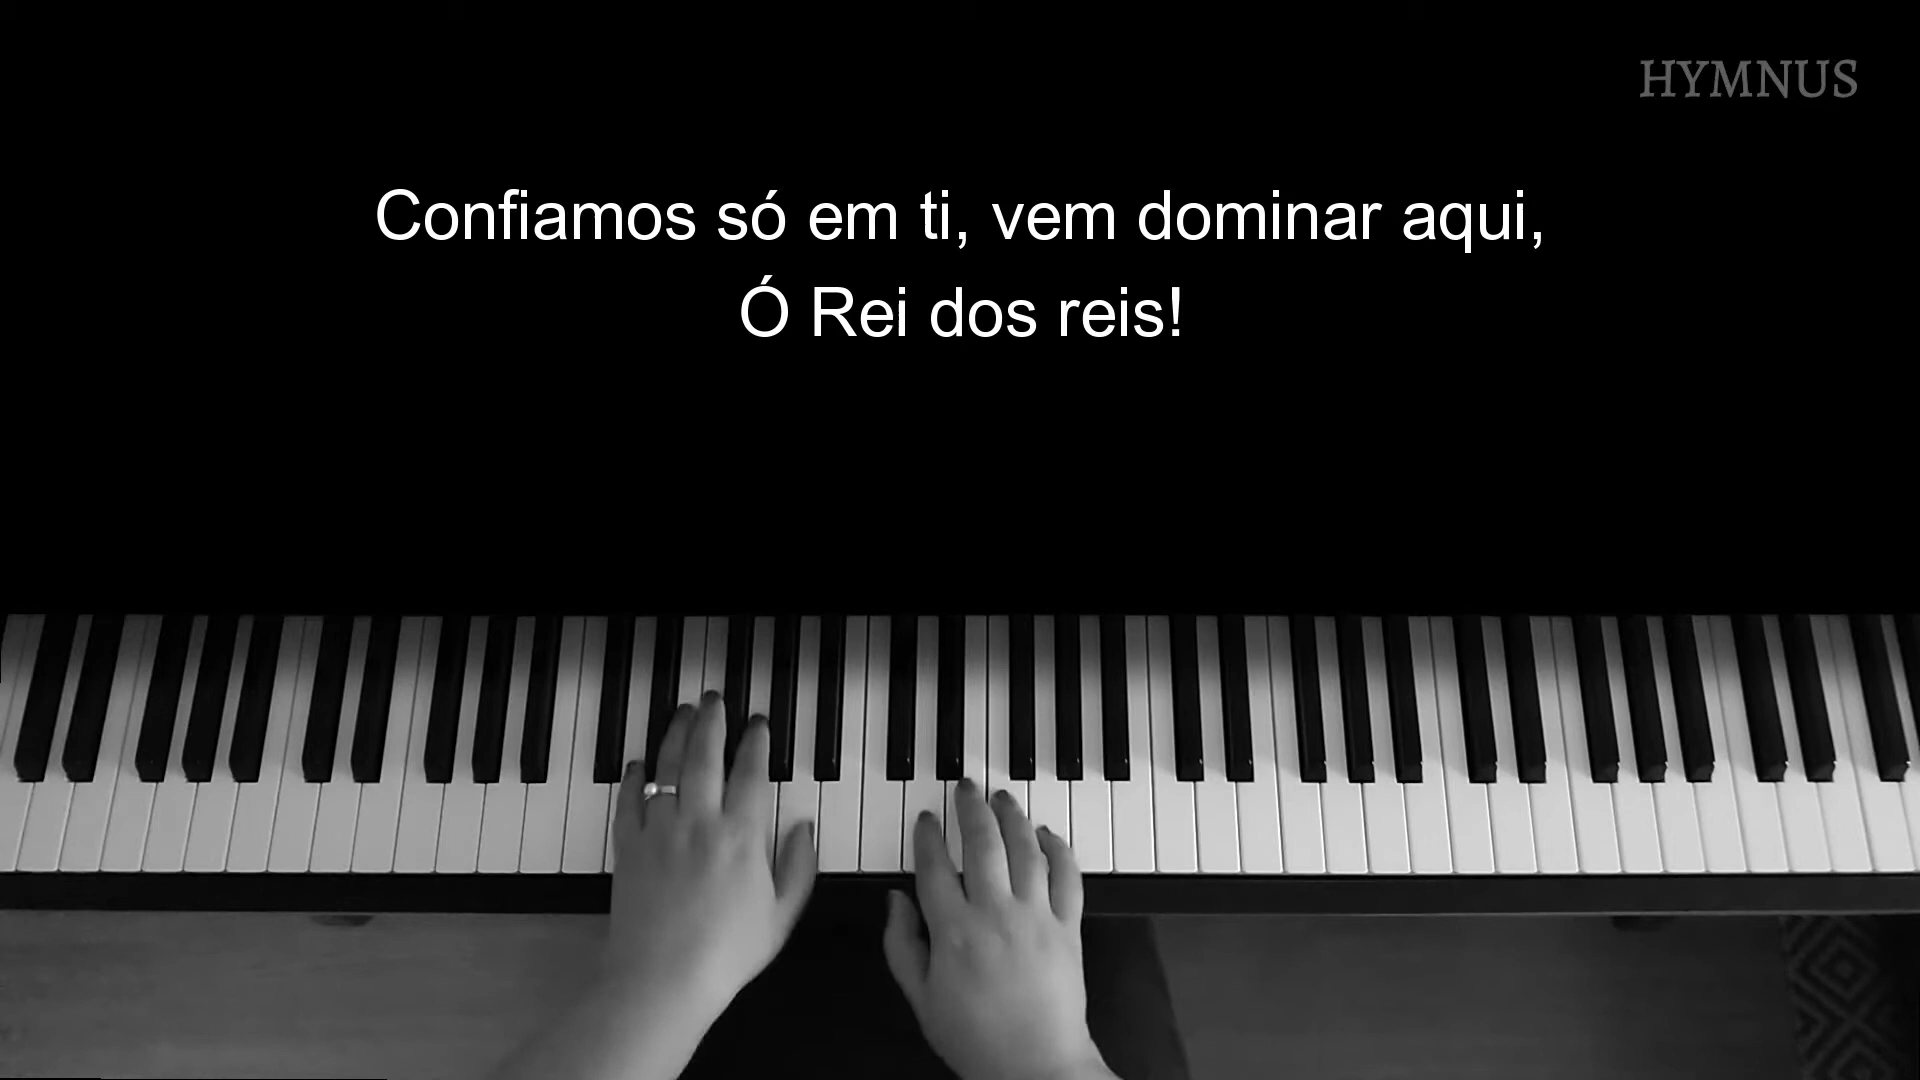 HYMNUS
Confiamos só em ti, vem dominar aqui,
Ó Rei dos reis!